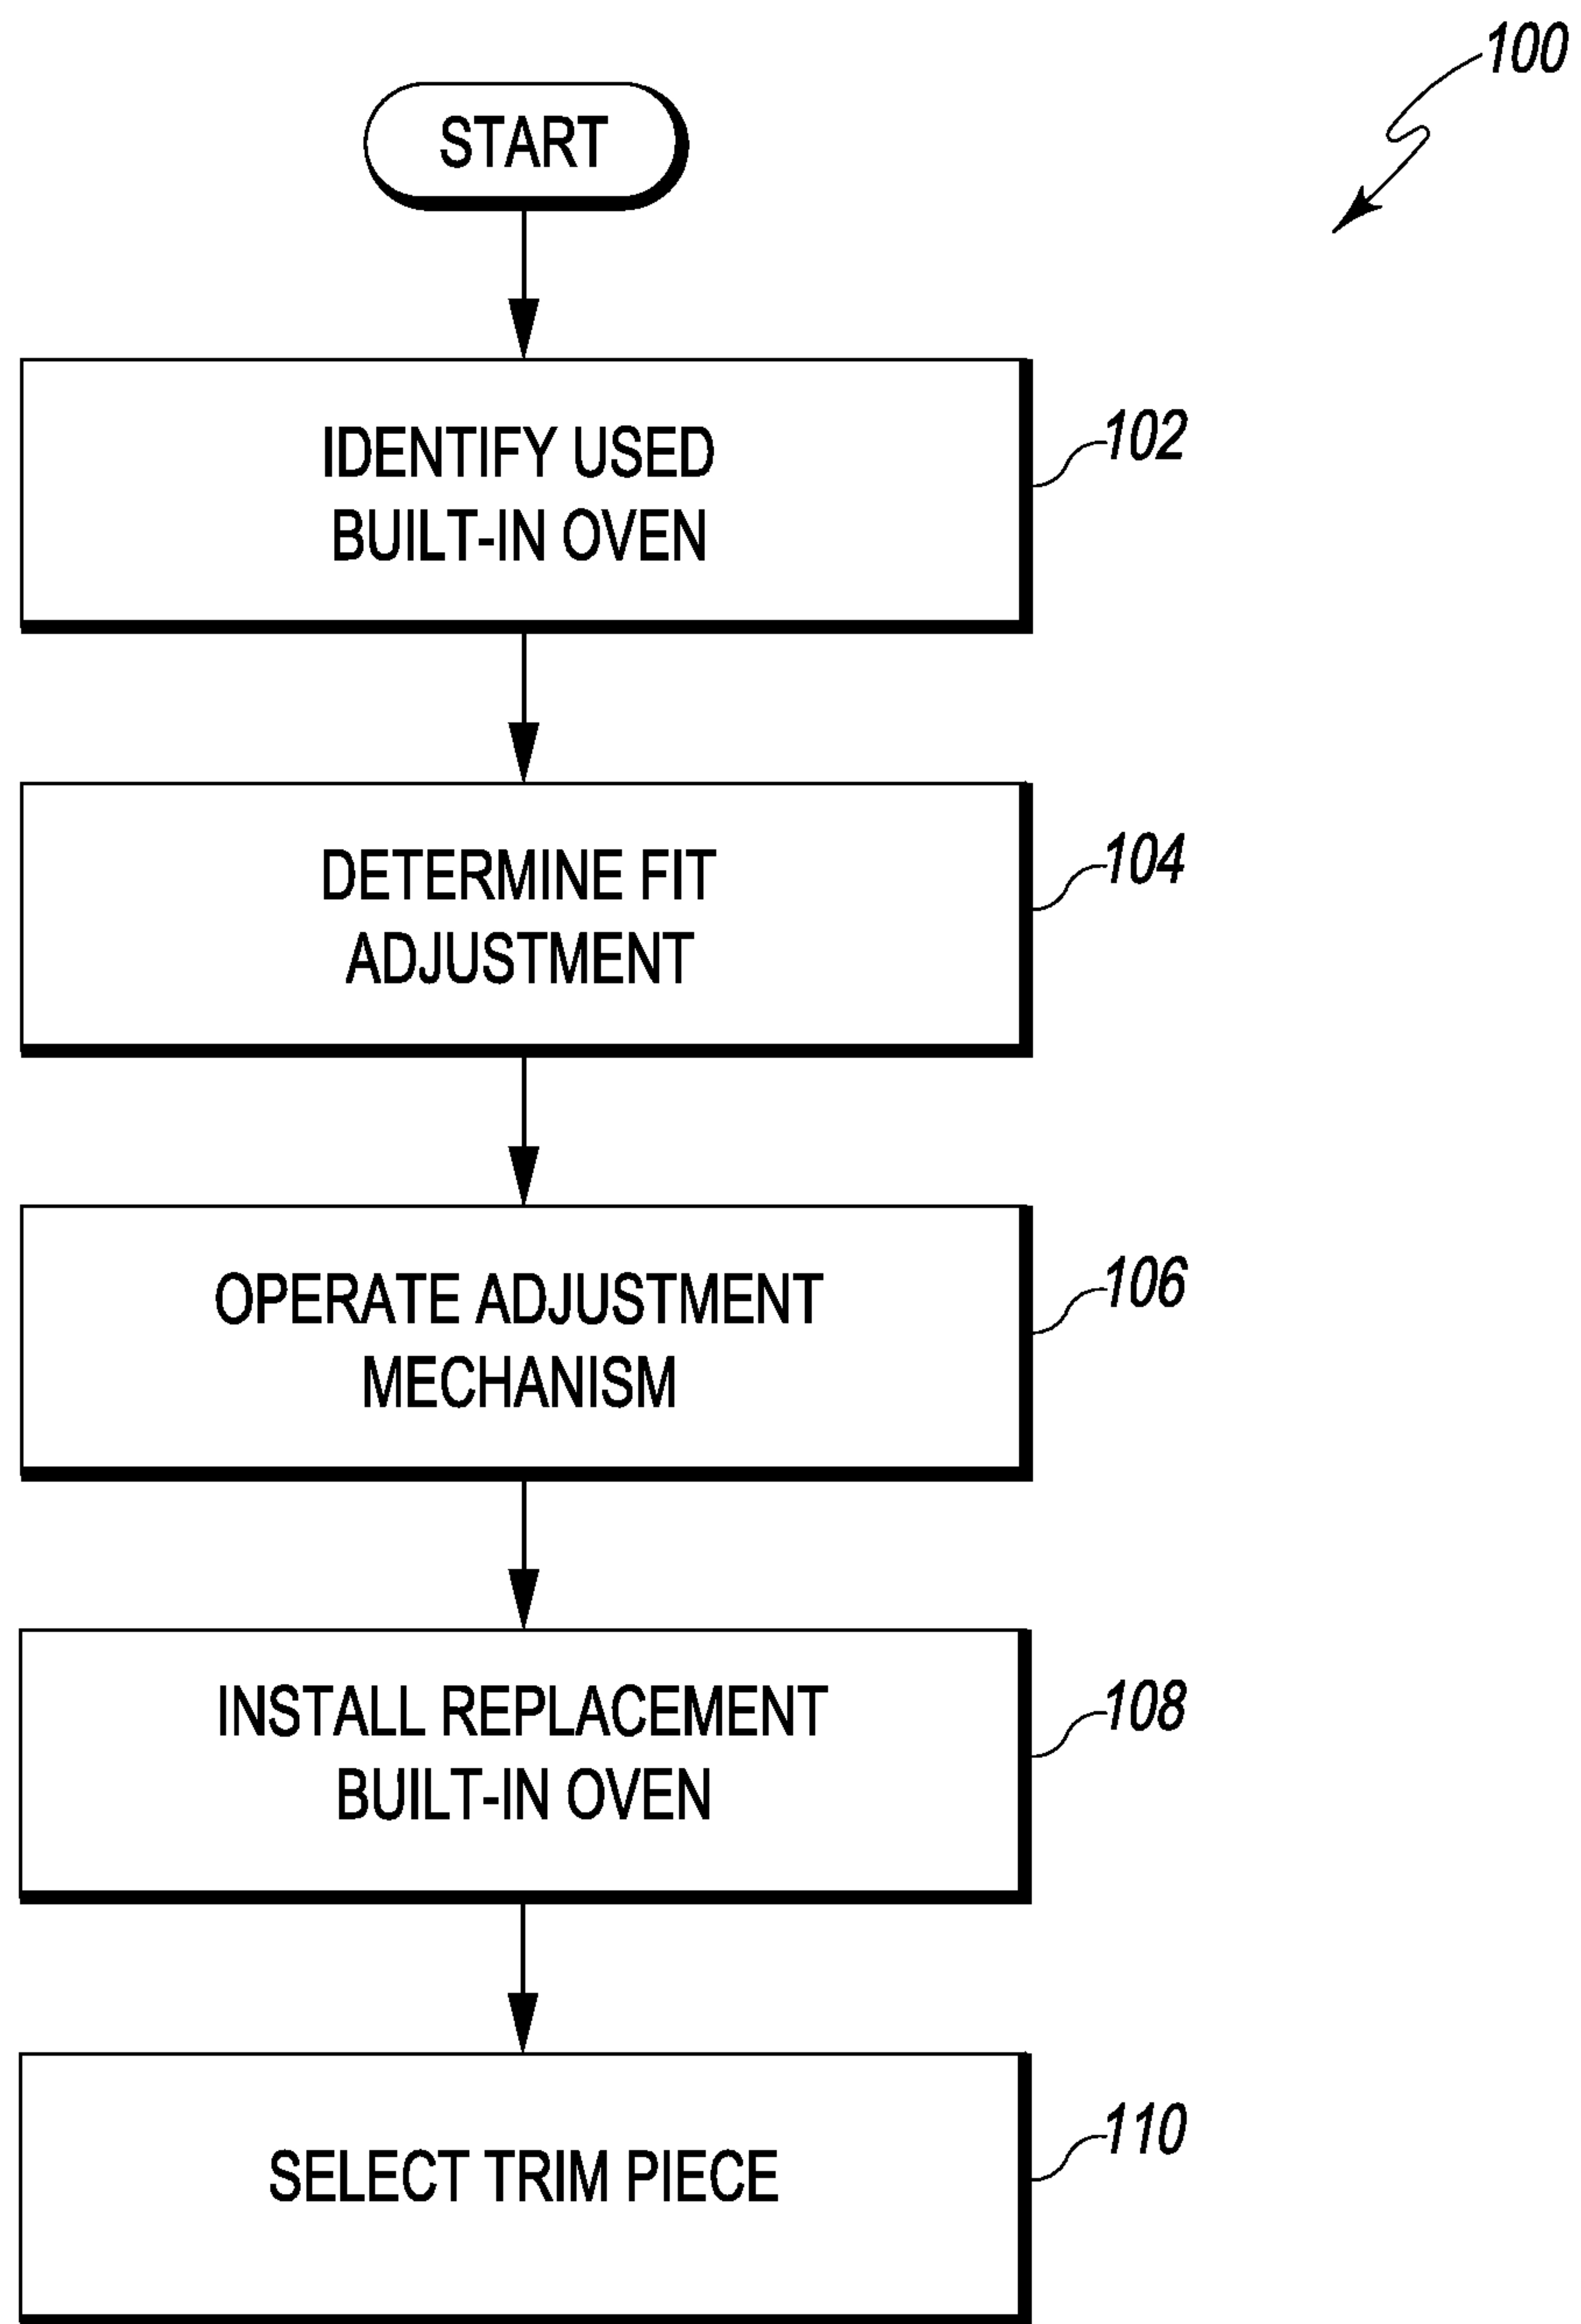 100
START
IDENTIFY USED
BUILT-IN OVEN
102
DETERMINE FIT
ADJUSTMENT
104
OPERATE ADJUSTMENT
MECHANISM
106
INSTALL REPLACEMENT
BUILT-IN OVEN
108
SELECT TRIM PIECE
110